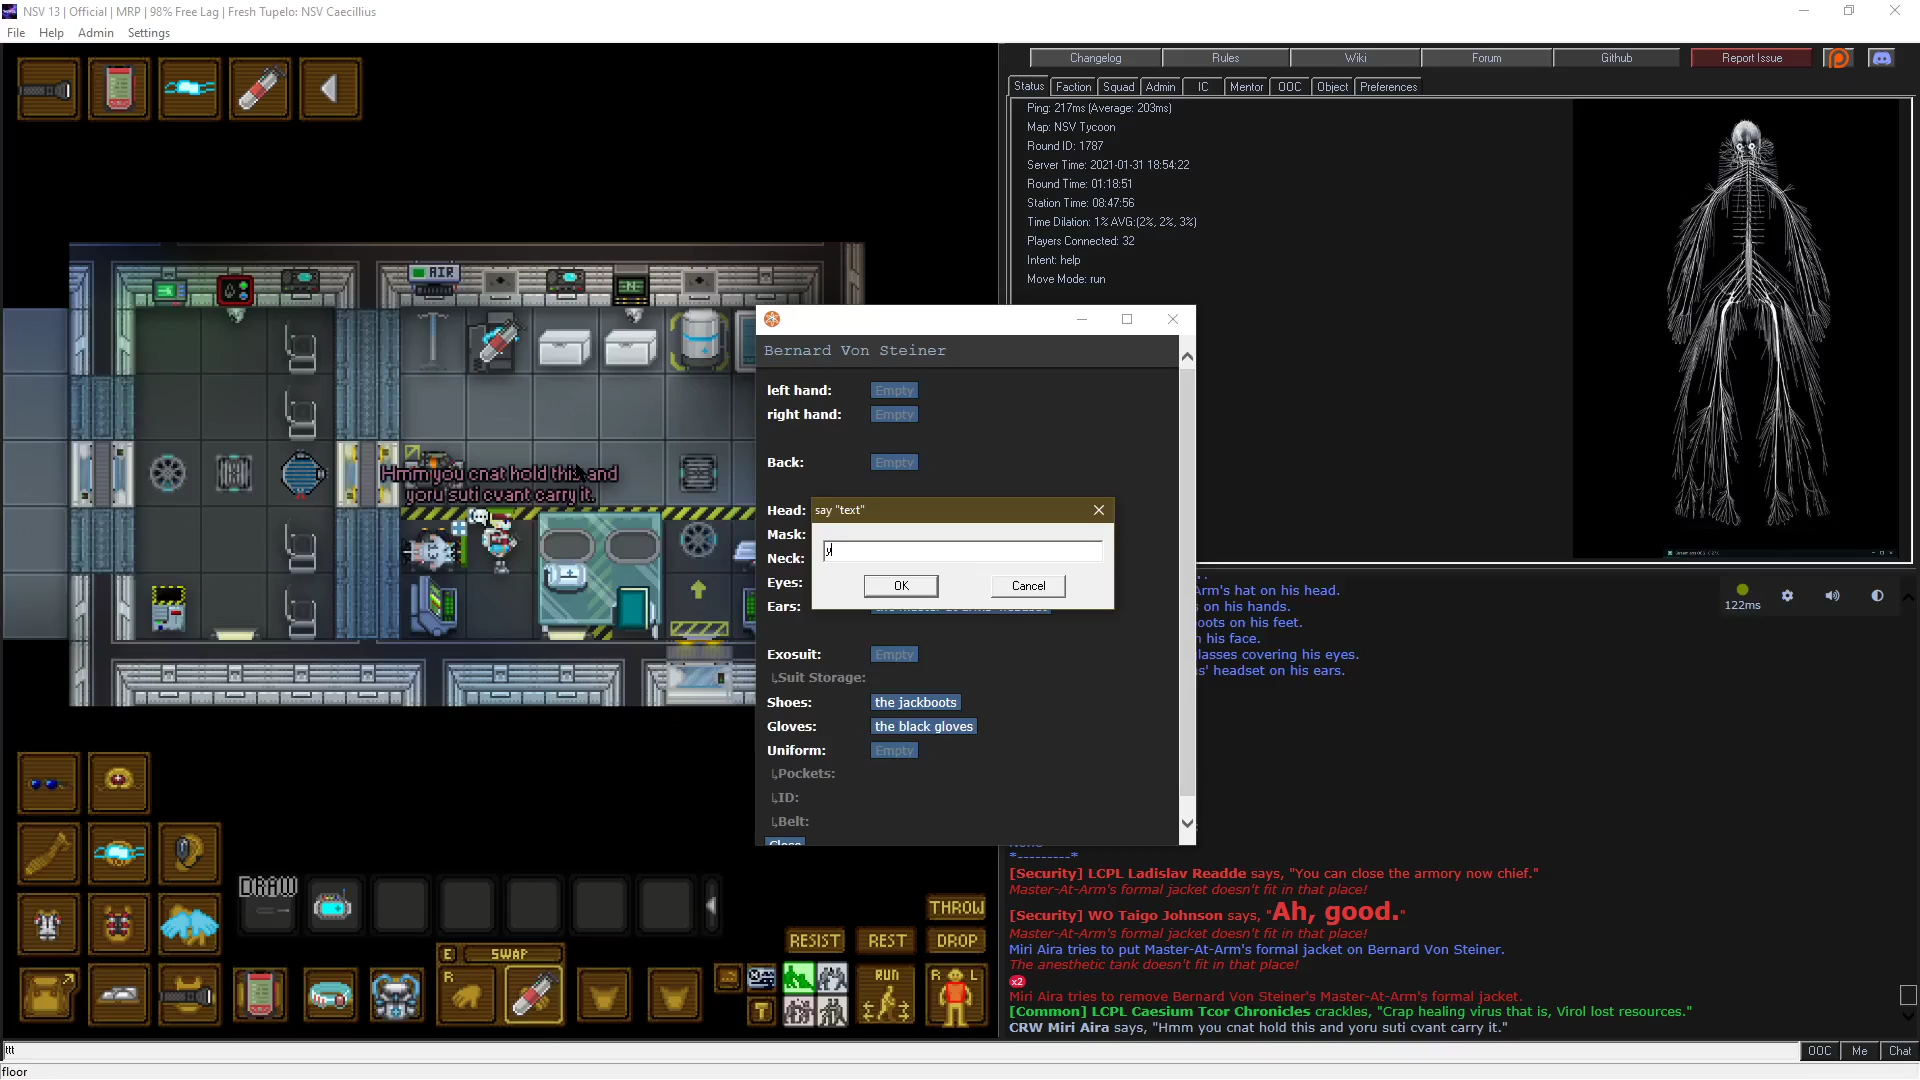 NSV 13 | Official | MRP | 98% Free Lag | Fresh Tupelo: NSV Caecillius
File Help Admin Settings
Changelog Rules Wiki Forum Github Report Issue
Status Faction Squad Admin IC Mentor OOC Object Preferences
Ping: 217ms (Average: 203ms)
Map: NSV Tycoon
Round ID: 1787
Server Time: 2021-01-31 18:54:22
Round Time: 01:18:51
Station Time: 08:47:56
Time Dilation: 1% AVG:(2%, 2%, 3%)
Players Connected: 32
Intent: help
Move Mode: run
AIR
Hmm you cnat hold this and
yoru suti cvant carry it.
Bernard Von Steiner
left hand: Empty
right hand: Empty
Back: Empty
Head:
Mask:
Neck:
Eyes:
Ears:
say "text"
y
OK Cancel
Exosuit: Empty
↳Suit Storage:
Shoes: the jackboots
Gloves: the black gloves
Uniform: Empty
↳Pockets:
↳ID:
↳Belt:
Close
122ms
Arm's hat on his head.
on his hands.
oots on his feet.
his face.
lasses covering his eyes.
s' headset on his ears.
*---------*
[Security] LCPL Ladislav Readde says, "You can close the armory now chief."
Master-At-Arm's formal jacket doesn't fit in that place!
[Security] WO Taigo Johnson says, "Ah, good."
Master-At-Arm's formal jacket doesn't fit in that place!
Miri Aira tries to put Master-At-Arm's formal jacket on Bernard Von Steiner.
The anesthetic tank doesn't fit in that place!
x2
Miri Aira tries to remove Bernard Von Steiner's Master-At-Arm's formal jacket.
[Common] LCPL Caesium Tcor Chronicles crackles, "Crap healing virus that is, Virol lost resources."
CRW Miri Aira says, "Hmm you cnat hold this and yoru suti cvant carry it."
DRAW
THROW
RESIST REST DROP
E SWAP
R
RUN
R L
T
ttt
OOC Me Chat
floor